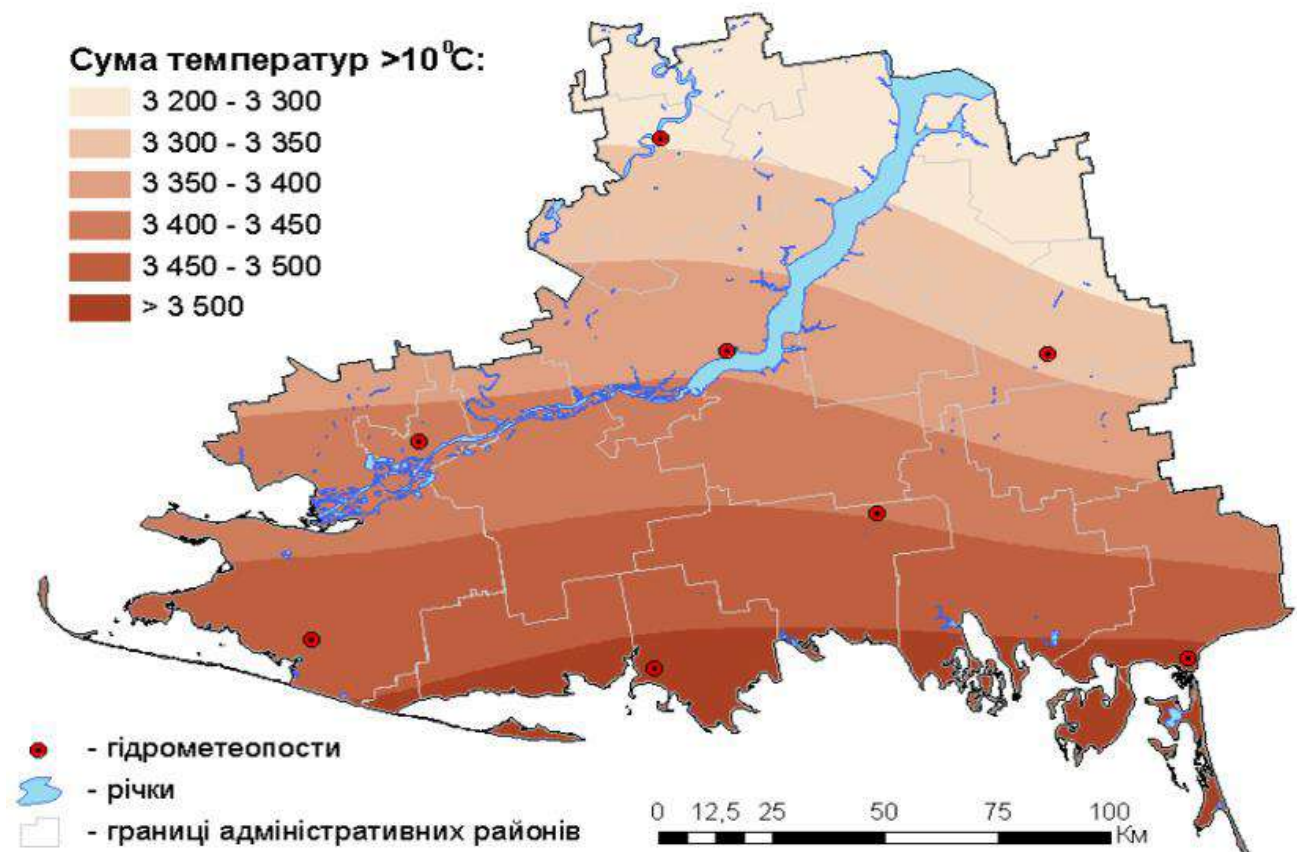 Сума температур >10⁰C:
3 200 - 3 300
3 300 - 3 350
3 350 - 3 400
3 400 - 3 450
3 450 - 3 500
> 3 500
- гідрометеопости
- річки
- границі адміністративних районів
0 12,5 25 50 75 100
Км